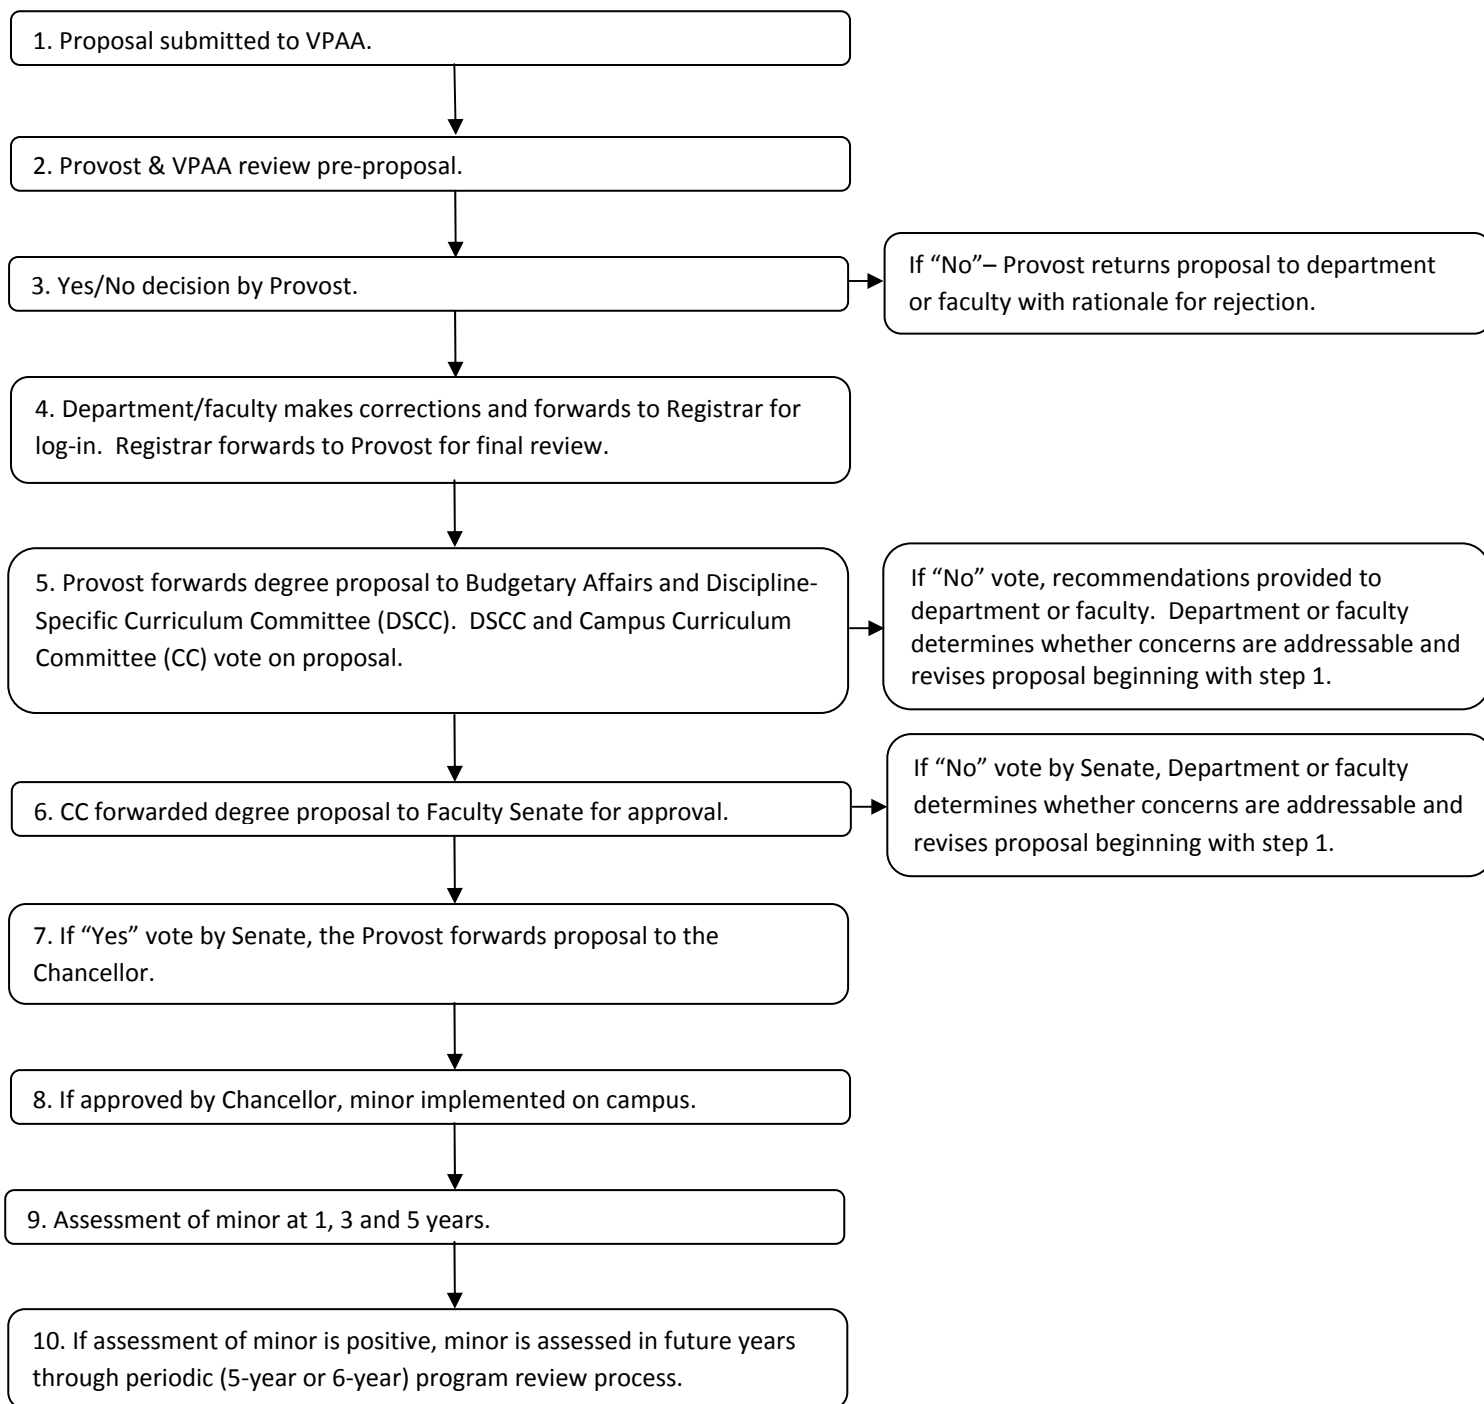 1. Proposal submitted to VPAA.
2. Provost & VPAA review pre-proposal.
3. Yes/No decision by Provost.
If “No”– Provost returns proposal to department
or faculty with rationale for rejection.
4. Department/faculty makes corrections and forwards to Registrar for
log-in.  Registrar forwards to Provost for final review.
5. Provost forwards degree proposal to Budgetary Affairs and Discipline-
Specific Curriculum Committee (DSCC).  DSCC and Campus Curriculum
Committee (CC) vote on proposal.
If “No” vote, recommendations provided to
department or faculty.  Department or faculty
determines whether concerns are addressable and
revises proposal beginning with step 1.
6. CC forwarded degree proposal to Faculty Senate for approval.
If “No” vote by Senate, Department or faculty
determines whether concerns are addressable and
revises proposal beginning with step 1.
7. If “Yes” vote by Senate, the Provost forwards proposal to the
Chancellor.
8. If approved by Chancellor, minor implemented on campus.
9. Assessment of minor at 1, 3 and 5 years.
10. If assessment of minor is positive, minor is assessed in future years
through periodic (5-year or 6-year) program review process.